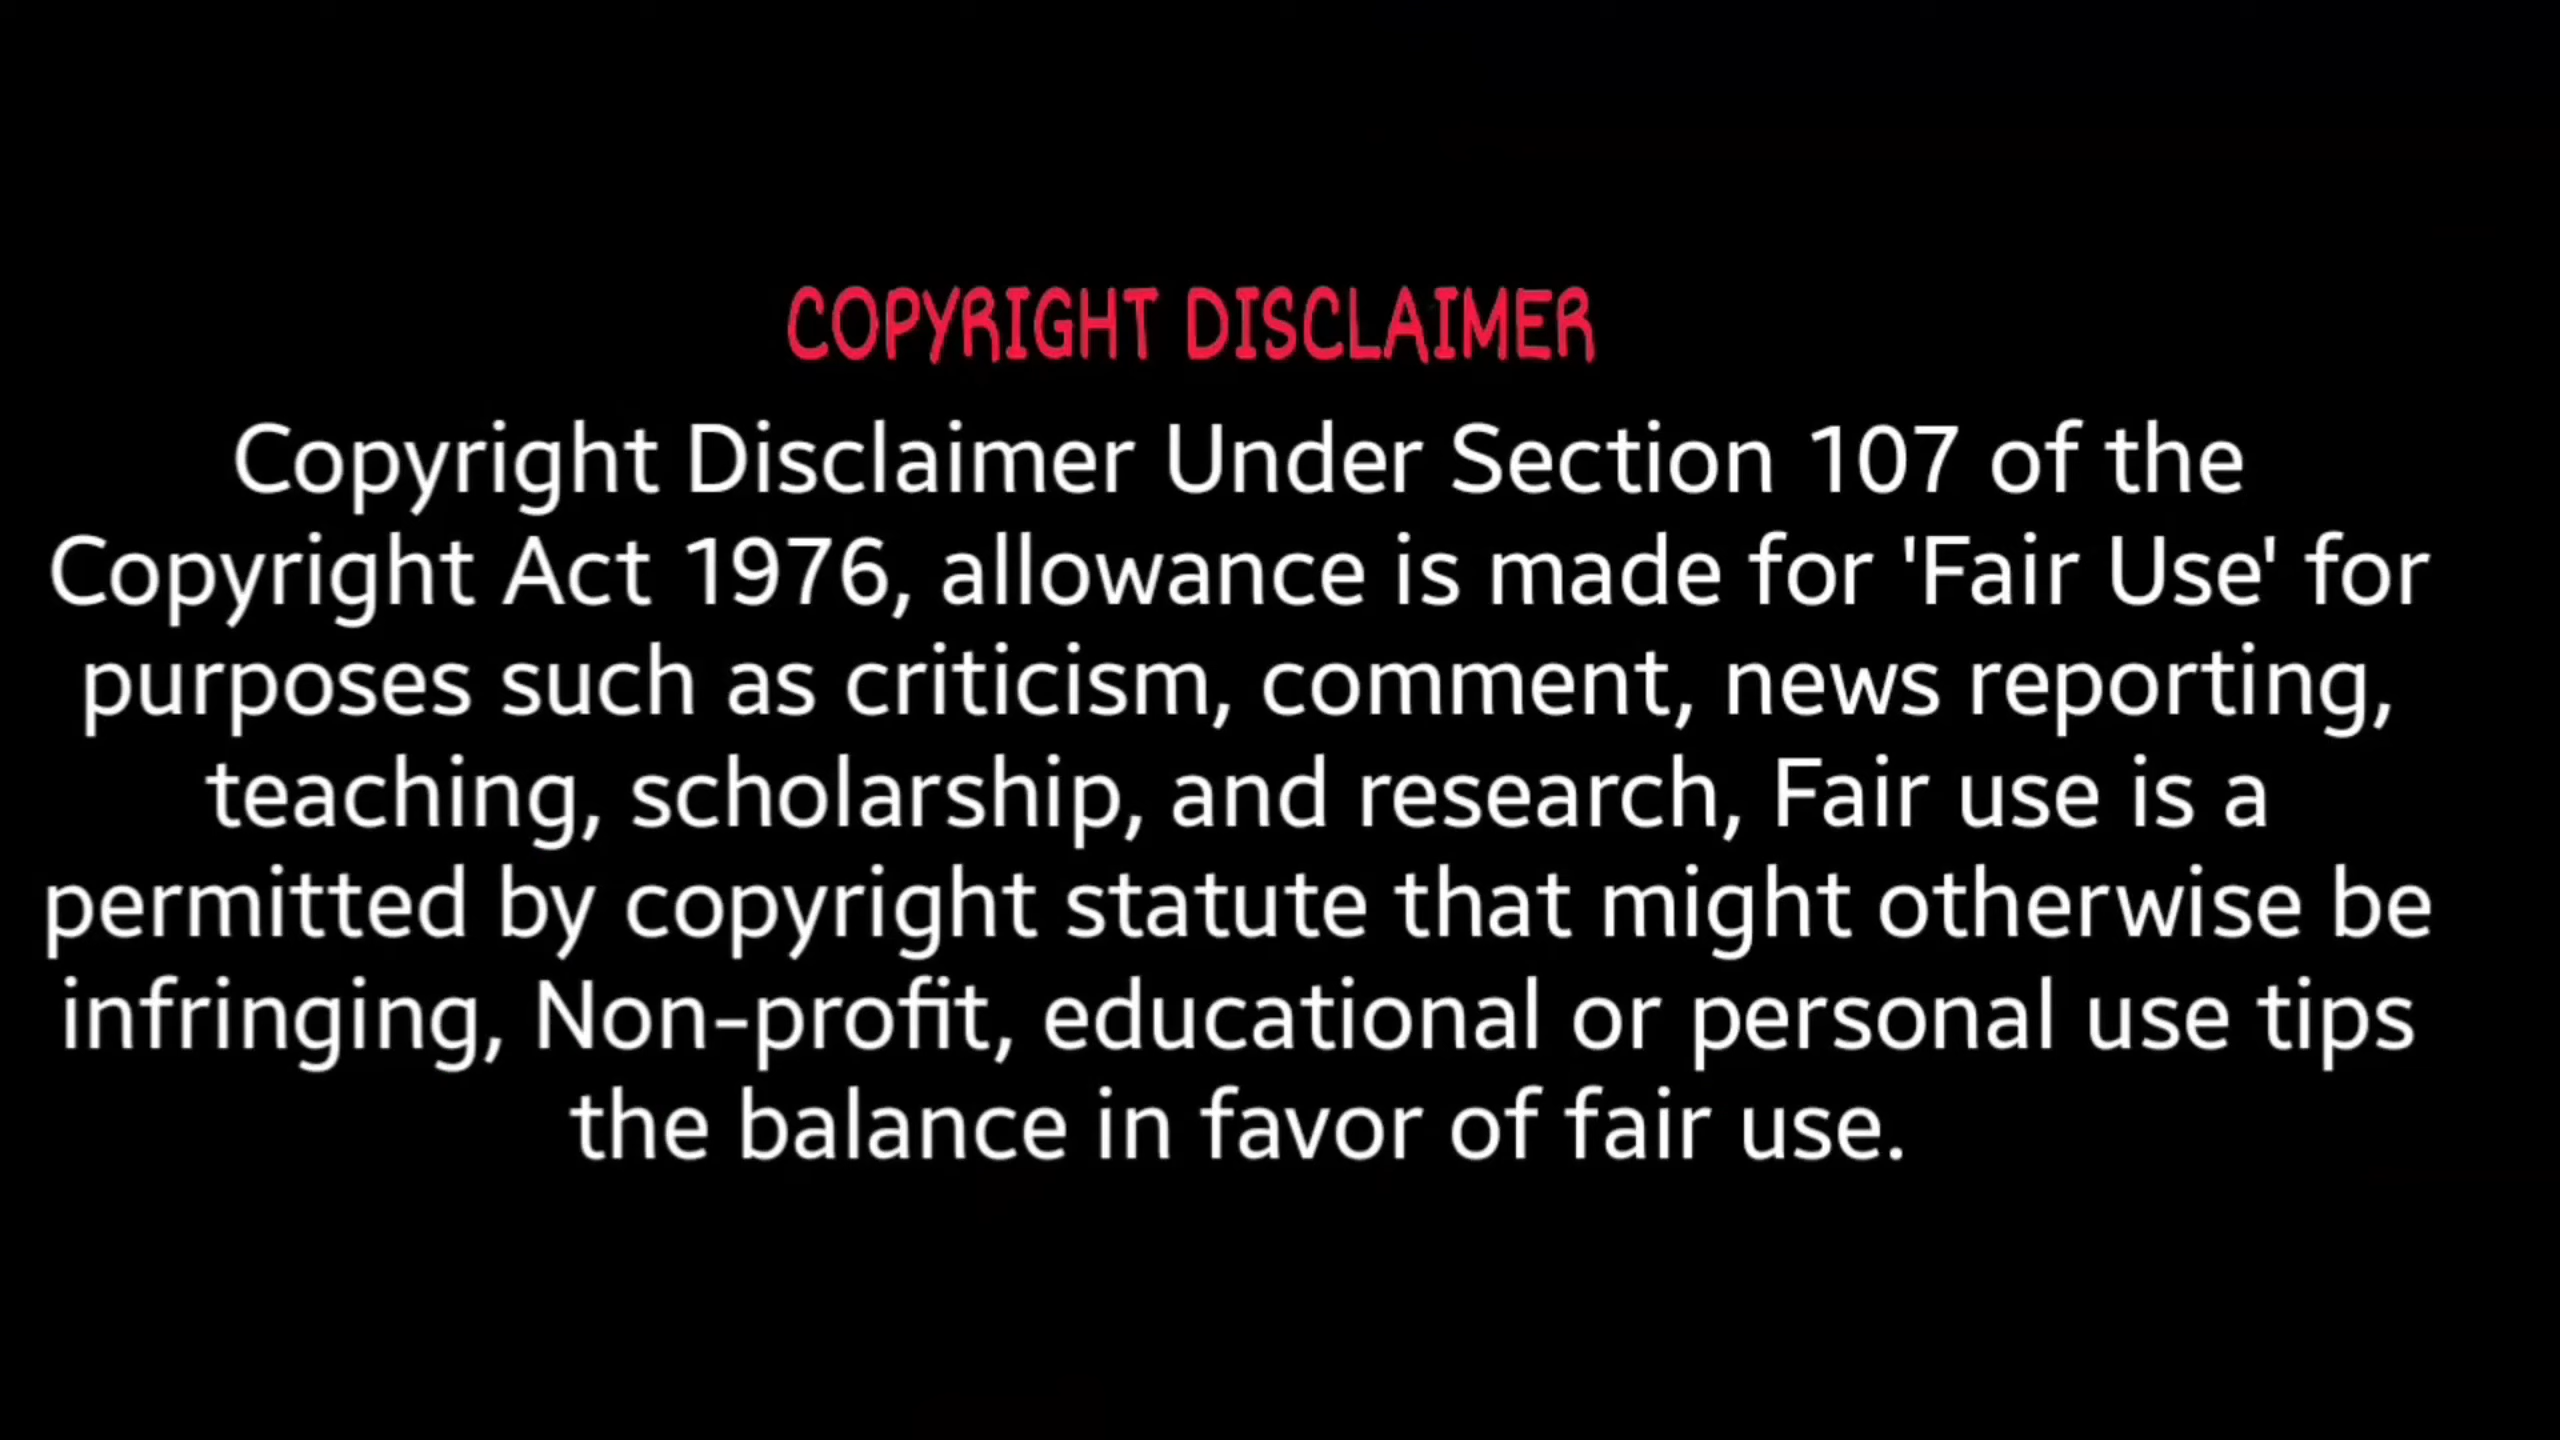 COPYRIGHT DISCLAIMER
Copyright Disclaimer Under Section 107 of the
Copyright Act 1976, allowance is made for 'Fair Use' for
purposes such as criticism, comment, news reporting,
teaching, scholarship, and research, Fair use is a
permitted by copyright statute that might otherwise be
infringing, Non-profit, educational or personal use tips
the balance in favor of fair use.